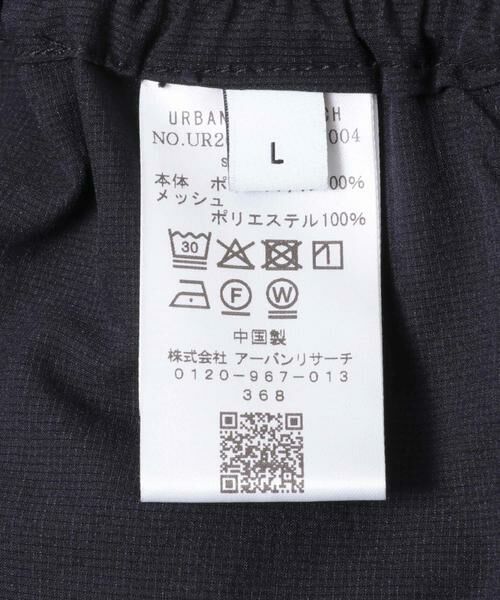 URBAN
NO.UR2 004
L
本体 ポ 00%
メッシュ
ポリエステル100%
30
F W
中国製
株式会社 アーバンリサーチ
0120-967-013
368